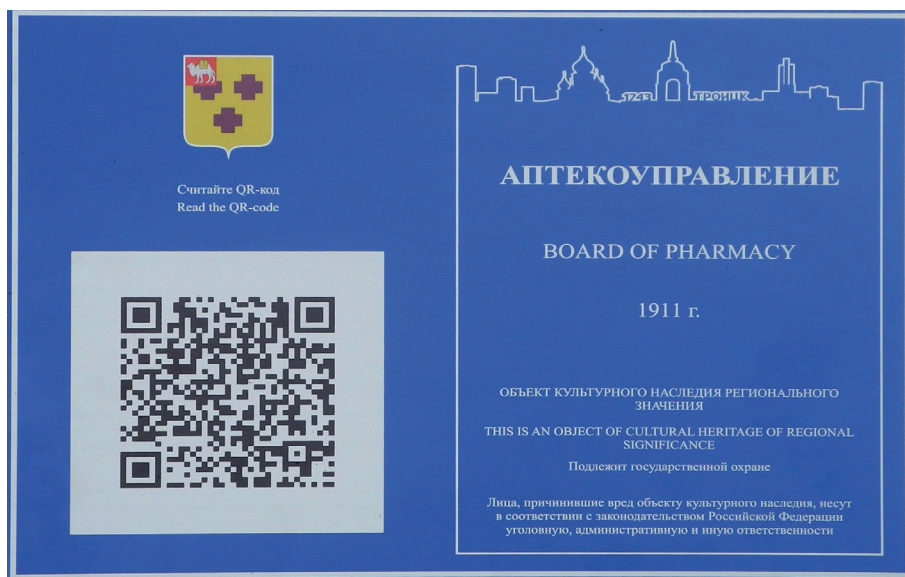 Считайте QR-код
Read the QR-code
1743 ТРОИЦК
АПТЕКОУПРАВЛЕНИЕ
BOARD OF PHARMACY
1911 г.
ОБЪЕКТ КУЛЬТУРНОГО НАСЛЕДИЯ РЕГИОНАЛЬНОГО
ЗНАЧЕНИЯ
THIS IS AN OBJECT OF CULTURAL HERITAGE OF REGIONAL
SIGNIFICANCE
Подлежит государственной охране
Лица, причинившие вред объекту культурного наследия, несут
в соответствии с законодательством Российской Федерации
уголовную, административную и иную ответственности